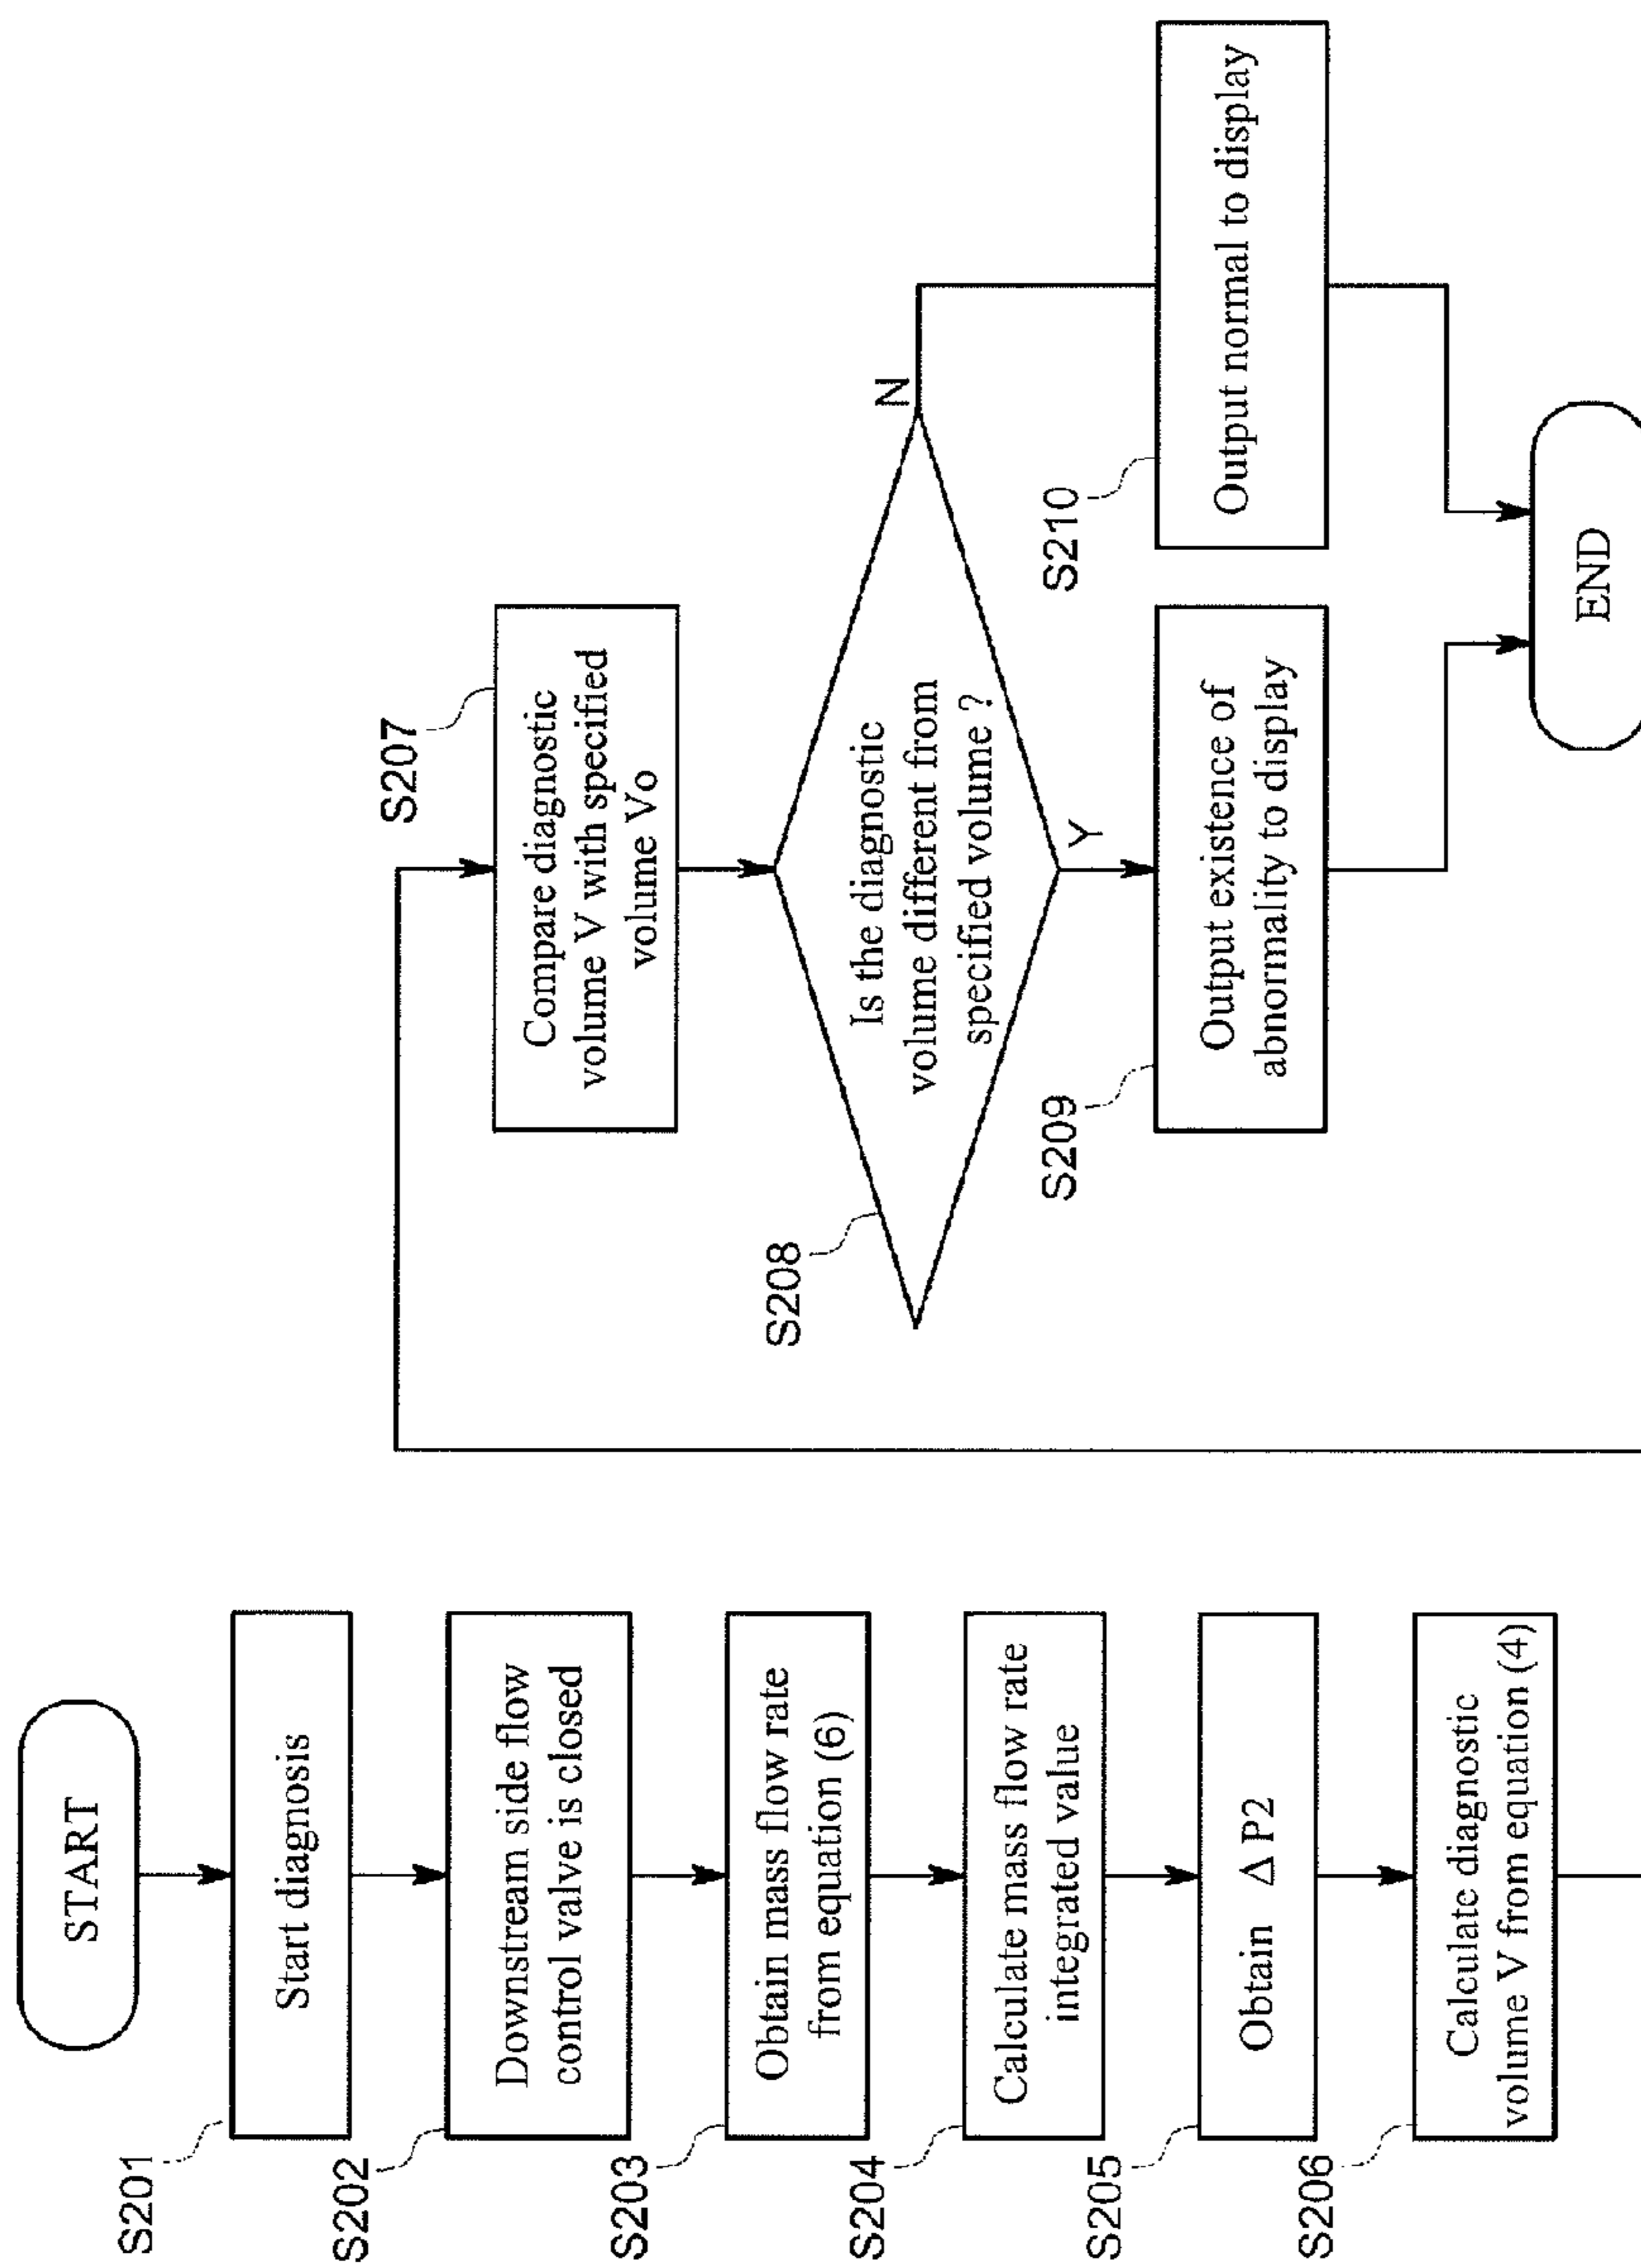 START
S201
Start diagnosis
S202
Downstream side flow
control valve is closed
S203
Obtain mass flow rate
from equation (6)
S204
Calculate mass flow rate
integrated value
S205
Obtain △P2
S206
Calculate diagnostic
volume V from equation (4)
S207
Compare diagnostic
volume V with specified
volume Vo
S208
Is the diagnostic
volume different from
specified volume ?
N
Y
S209
Output existence of
abnormality to display
S210
Output normal to display
END